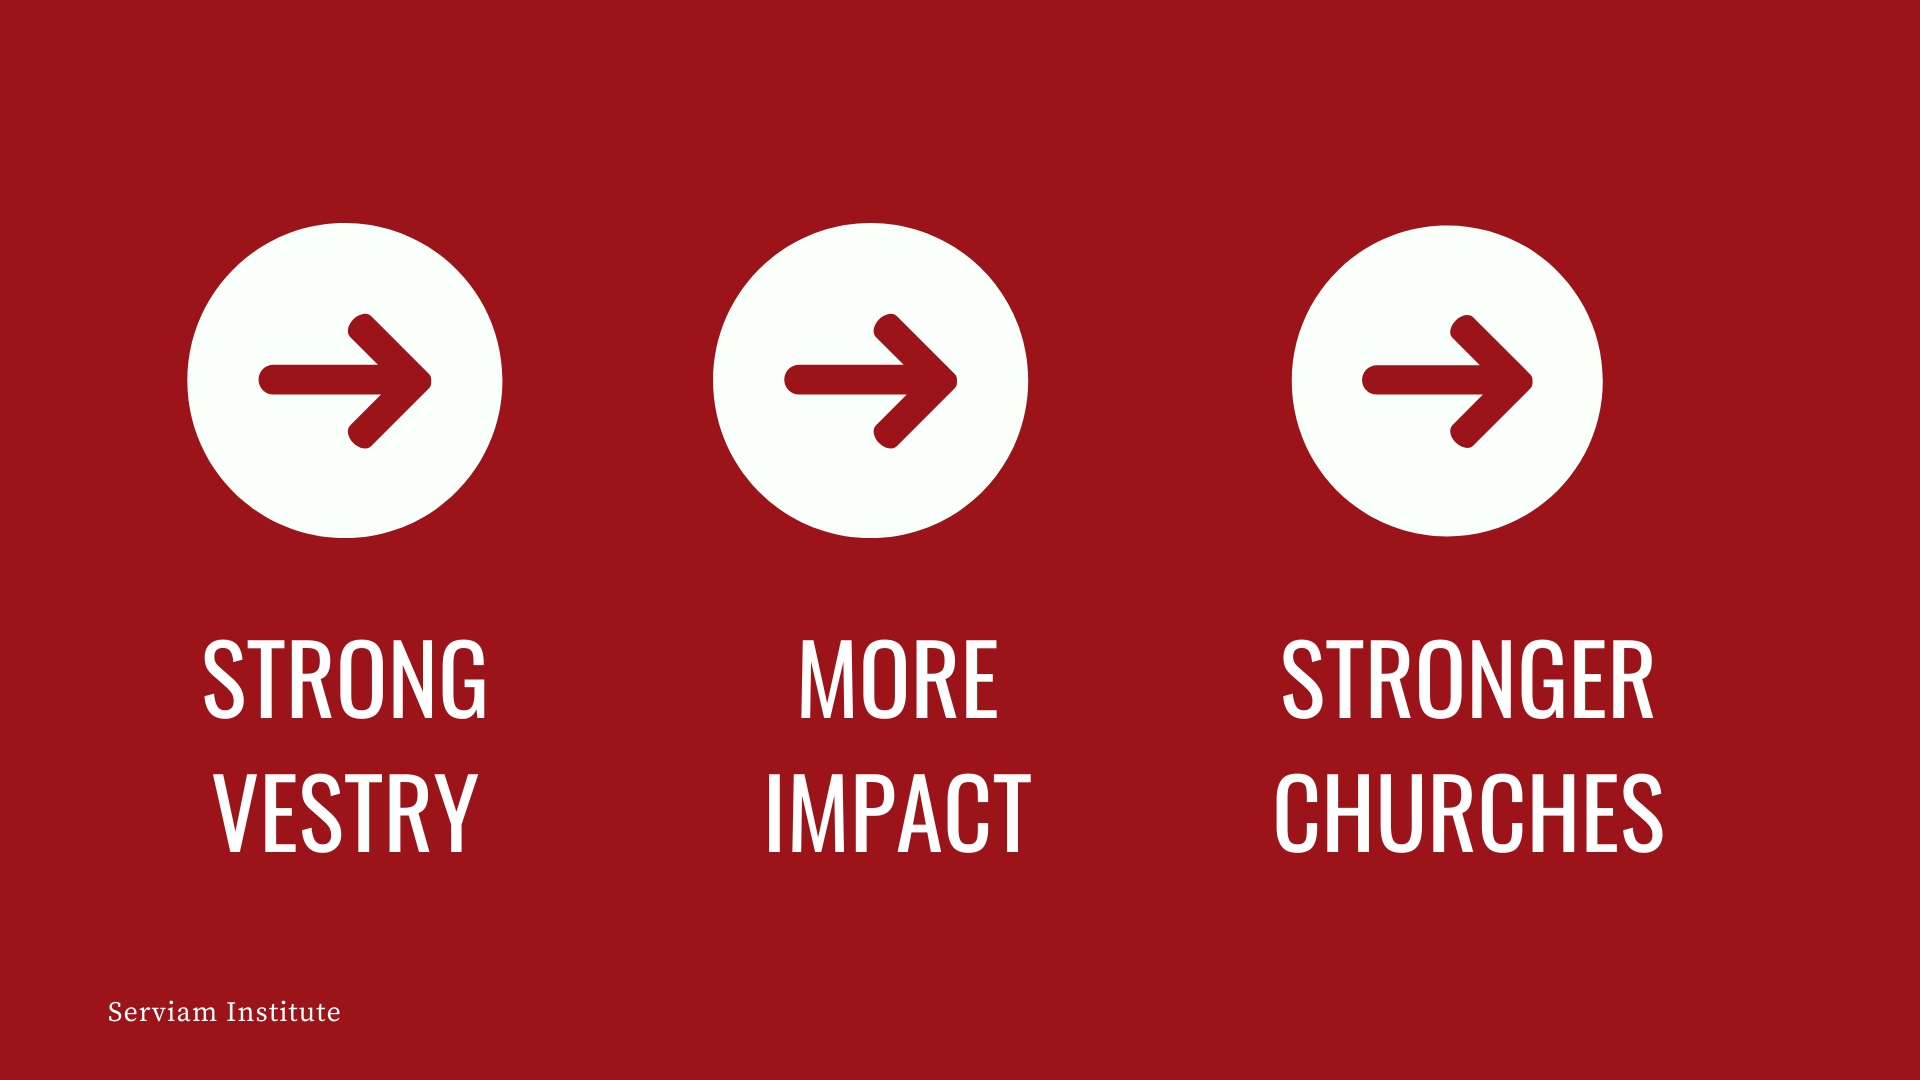 STRONG
VESTRY
MORE
IMPACT
STRONGER
CHURCHES
Serviam Institute